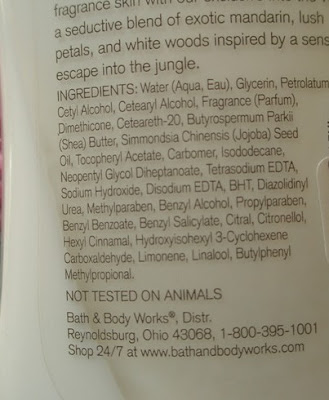 fragrance skin with our
a seductive blend of exotic mandarin, lush
petals, and white woods inspired by a sens
escape into the jungle.
INGREDIENTS: Water (Aqua, Eau), Glycerin, Petrolatum
Cetyl Alcohol, Cetearyl Alcohol, Fragrance (Parfum),
Dimethicone, Ceteareth-20, Butyrospermum Parkii
(Shea) Butter, Simmondsia Chinensis (Jojoba) Seed
Oil, Tocopheryl Acetate, Carbomer, Isododecane,
Neopentyl Glycol Diheptanoate, Tetrasodium EDTA,
Sodium Hydroxide, Disodium EDTA, BHT, Diazolidinyl
Urea, Methylparaben, Benzyl Alcohol, Propylparaben,
Benzyl Benzoate, Benzyl Salicylate, Citral, Citronellol,
Hexyl Cinnamal, Hydroxyisohexyl 3-Cyclohexene
Carboxaldehyde, Limonene, Linalool, Butylphenyl
Methylpropional.
NOT TESTED ON ANIMALS
Bath & Body Works®, Distr.
Reynoldsburg, Ohio 43068, 1-800-395-1001
Shop 24/7 at www.bathandbodyworks.com